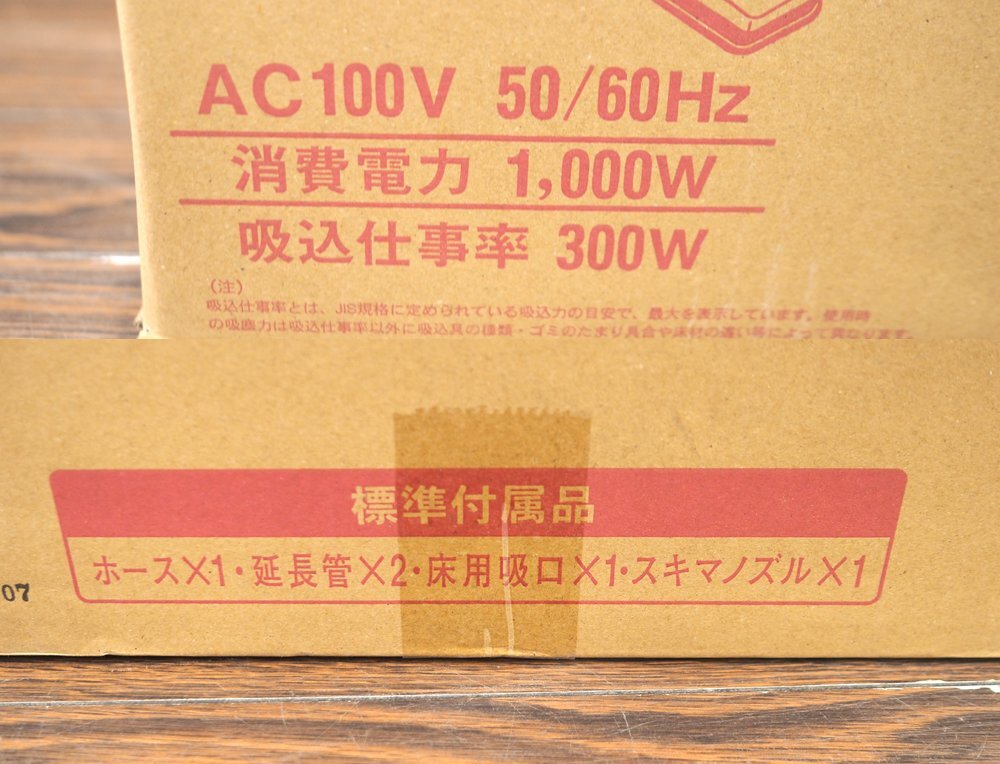 AC100V 50/60Hz
消費電力 1,000W
吸込仕事率 300W
(注)
吸込仕事率とは、JIS規格に定められている吸込力の目安で、最大を表示しています。使用時
の吸塵力は吸込仕事率以外に吸込具の種類・ゴミのたまり具合や床材の違い等によって異なります。
標準付属品
ホース×1・延長管×2・床用吸口×1・スキマノズル×1
07